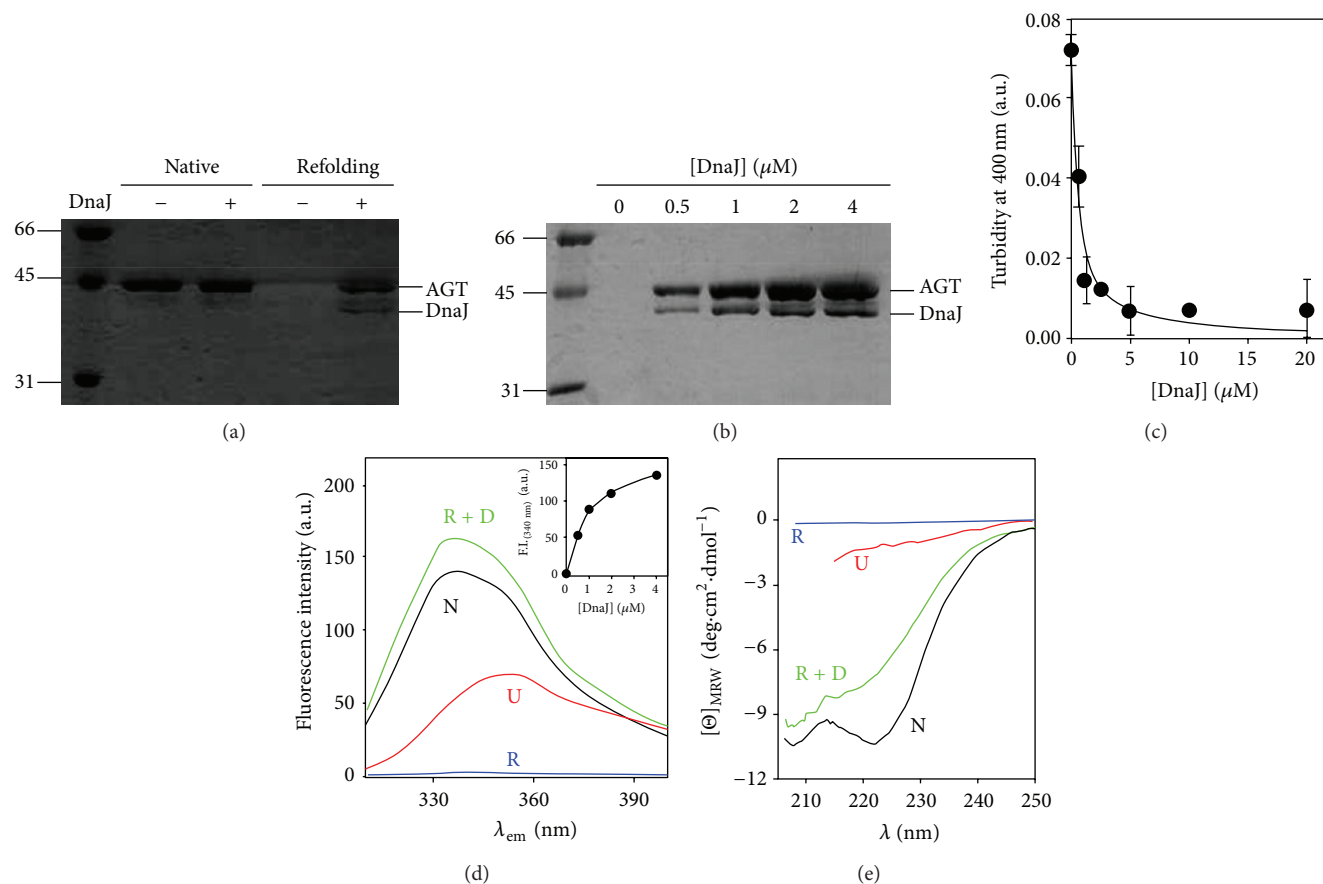 Native Refolding
DnaJ − + − +
66
45
31
AGT
DnaJ
(a)
[DnaJ] (μM)
0 0.5 1 2 4
66
45
31
AGT
DnaJ
(b)
Turbidity at 400 nm (a.u.)
0.08
0.06
0.04
0.02
0.00
0 5 10 15 20
[DnaJ] (μM)
(c)
Fluorescence intensity (a.u.)
200
150
100
50
0
330 360 390
λem (nm)
R + D
N
U
R
F.I.(340 nm) (a.u.)
150
100
50
0
0 1 2 3 4
[DnaJ] (μM)
(d)
[Θ]MRW (deg·cm²·dmol⁻¹)
0
−3
−6
−9
−12
210 220 230 240 250
λ (nm)
R
U
R + D
N
(e)